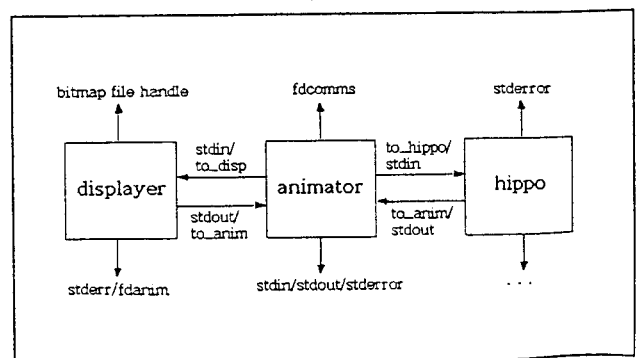 bitmap file handle
fdcomms
stderror
stdin/
to_disp
to_hippo/
stdin
displayer
animator
hippo
stdout/
to_anim
to_anim/
stdout
stderr/fdanim
stdin/stdout/stderror
. . .